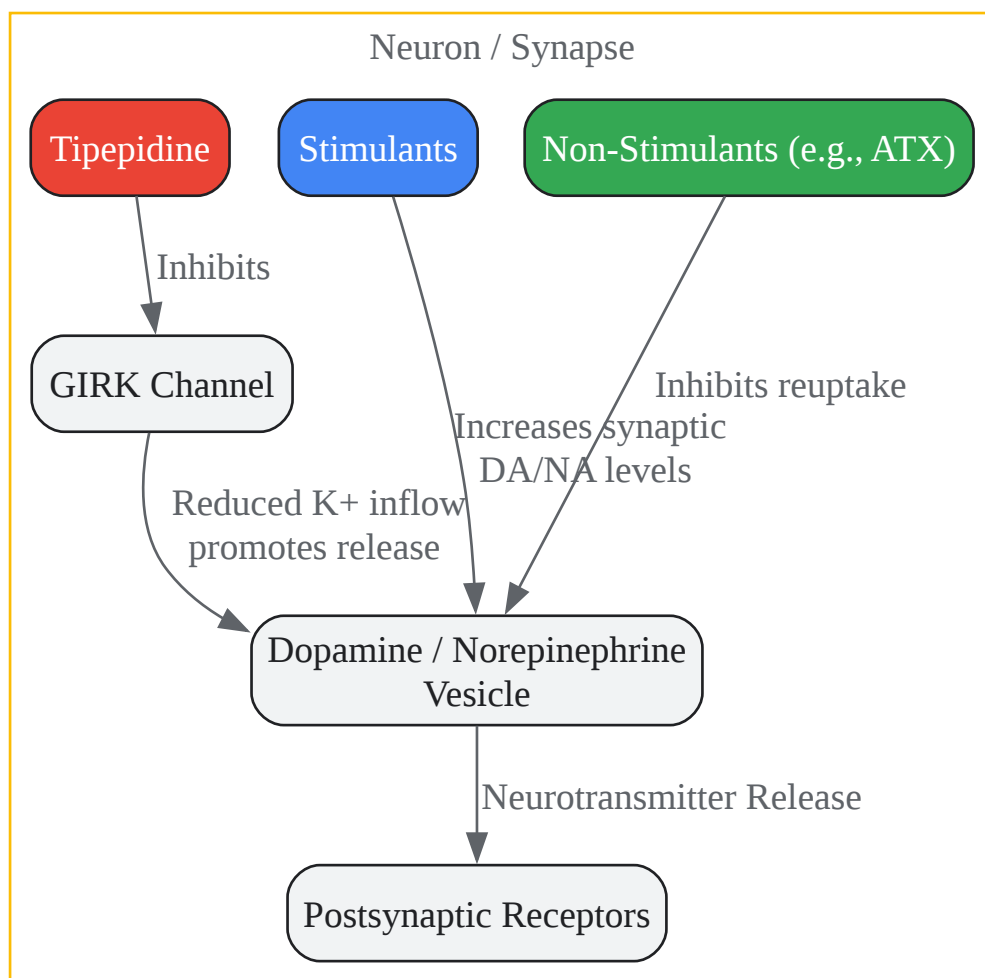 Neuron / Synapse
Tipepidine
Stimulants
Non-Stimulants (e.g., ATX)
Inhibits
GIRK Channel
Inhibits reuptake
Increases synaptic
DA/NA levels
Reduced K+ inflow
promotes release
Dopamine / Norepinephrine
Vesicle
Neurotransmitter Release
Postsynaptic Receptors